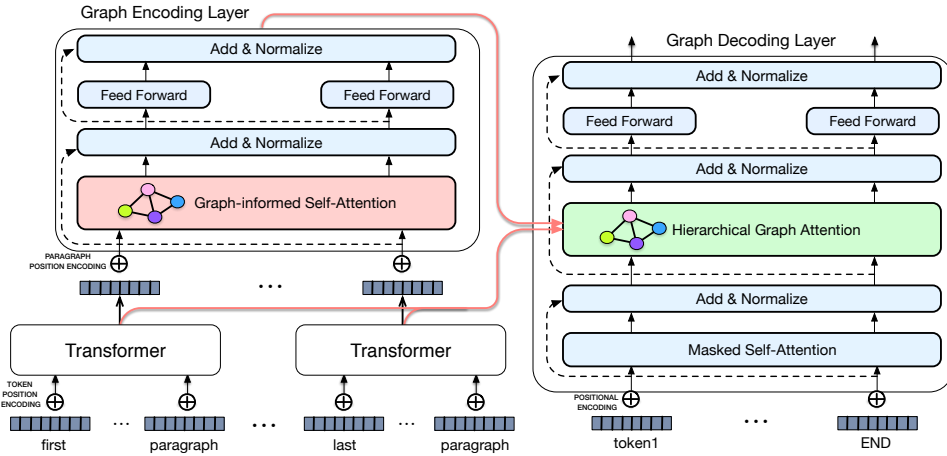 Graph Encoding Layer
Add & Normalize
Feed Forward
Feed Forward
Add & Normalize
Graph-informed Self-Attention
PARAGRAPH
POSITION ENCODING
...
Transformer
Transformer
TOKEN
POSITION
ENCODING
...
...
...
first
paragraph
last
paragraph
Graph Decoding Layer
Add & Normalize
Feed Forward
Feed Forward
Add & Normalize
Hierarchical Graph Attention
Add & Normalize
Masked Self-Attention
POSITIONAL
ENCODING
...
token1
END